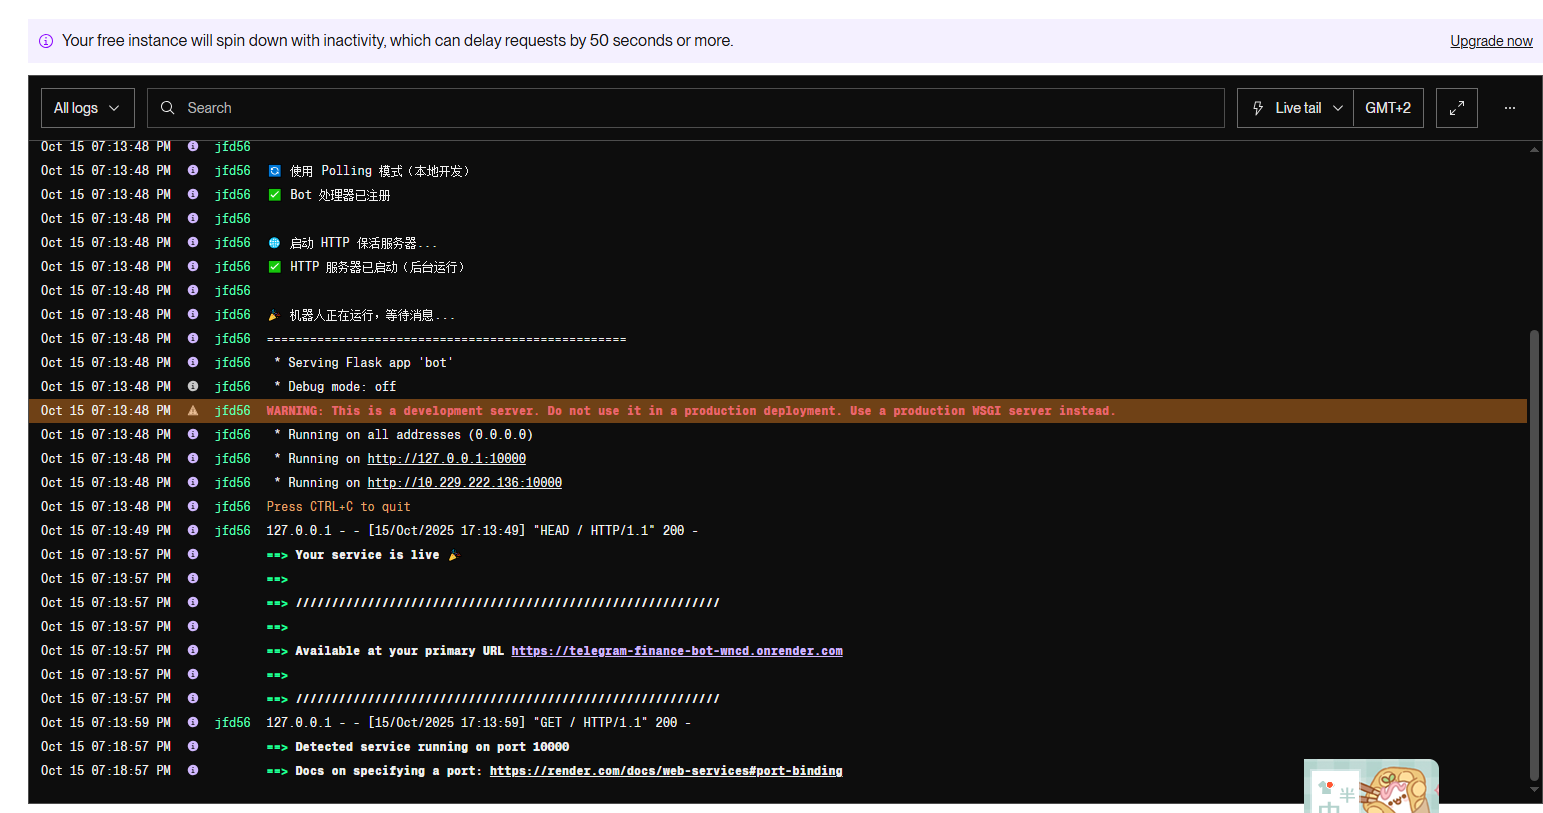 Your free instance will spin down with inactivity, which can delay requests by 50 seconds or more. Upgrade now
All logs Search Live tail GMT+2 ...
Oct 15 07:13:48 PM jfd56
Oct 15 07:13:48 PM jfd56 🔄 使用 Polling 模式（本地开发）
Oct 15 07:13:48 PM jfd56 ✅ Bot 处理器已注册
Oct 15 07:13:48 PM jfd56
Oct 15 07:13:48 PM jfd56 🌐 启动 HTTP 保活服务器...
Oct 15 07:13:48 PM jfd56 ✅ HTTP 服务器已启动（后台运行）
Oct 15 07:13:48 PM jfd56
Oct 15 07:13:48 PM jfd56 🎉 机器人正在运行，等待消息...
Oct 15 07:13:48 PM jfd56 ==================================================
Oct 15 07:13:48 PM jfd56 * Serving Flask app 'bot'
Oct 15 07:13:48 PM jfd56 * Debug mode: off
Oct 15 07:13:48 PM jfd56 WARNING: This is a development server. Do not use it in a production deployment. Use a production WSGI server instead.
Oct 15 07:13:48 PM jfd56 * Running on all addresses (0.0.0.0)
Oct 15 07:13:48 PM jfd56 * Running on http://127.0.0.1:10000
Oct 15 07:13:48 PM jfd56 * Running on http://10.229.222.136:10000
Oct 15 07:13:48 PM jfd56 Press CTRL+C to quit
Oct 15 07:13:49 PM jfd56 127.0.0.1 - - [15/Oct/2025 17:13:49] "HEAD / HTTP/1.1" 200 -
Oct 15 07:13:57 PM ==> Your service is live 🎉
Oct 15 07:13:57 PM ==>
Oct 15 07:13:57 PM ==> ///////////////////////////////////////////////////////////
Oct 15 07:13:57 PM ==>
Oct 15 07:13:57 PM ==> Available at your primary URL https://telegram-finance-bot-wncd.onrender.com
Oct 15 07:13:57 PM ==>
Oct 15 07:13:57 PM ==> ///////////////////////////////////////////////////////////
Oct 15 07:13:59 PM jfd56 127.0.0.1 - - [15/Oct/2025 17:13:59] "GET / HTTP/1.1" 200 -
Oct 15 07:18:57 PM ==> Detected service running on port 10000
Oct 15 07:18:57 PM ==> Docs on specifying a port: https://render.com/docs/web-services#port-binding
半
中